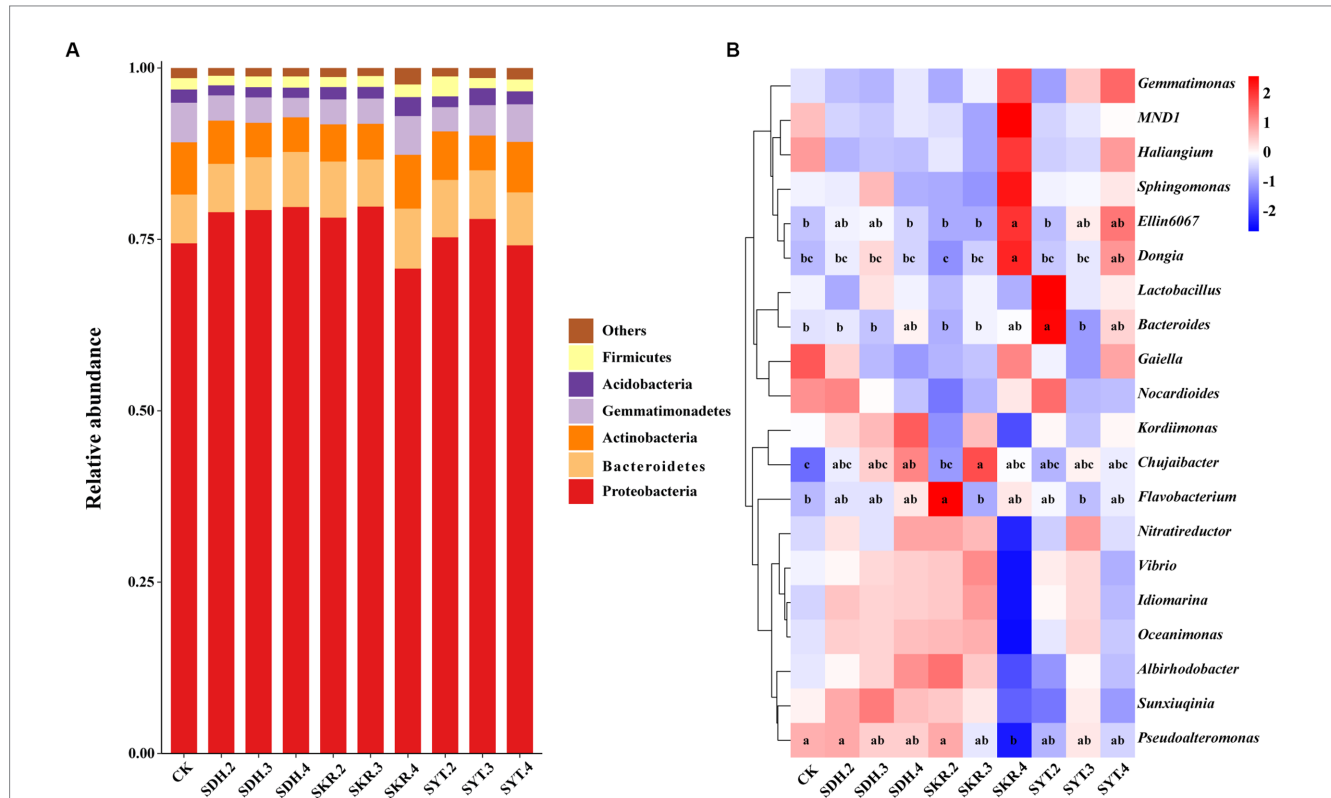 A
B
1.00
0.75
0.50
0.25
0.00
Relative abundance
CK
SDH.2
SDH.3
SDH.4
SKR.2
SKR.3
SKR.4
SYT.2
SYT.3
SYT.4
Others
Firmicutes
Acidobacteria
Gemmatimonadetes
Actinobacteria
Bacteroidetes
Proteobacteria
Gemmatimonas
MND1
Haliangium
Sphingomonas
b ab ab b b b a b ab ab Ellin6067
bc bc bc bc c bc a bc bc ab Dongia
Lactobacillus
b b b ab b b ab a b ab Bacteroides
Gaiella
Nocardioides
Kordiimonas
c abc abc ab bc a abc abc abc abc Chujaibacter
b ab ab ab a b ab ab b ab Flavobacterium
Nitratireductor
Vibrio
Idiomarina
Oceanimonas
Albirhodobacter
Sunxiuqinia
a a ab ab a ab b ab ab ab Pseudoalteromonas
CK
SDH.2
SDH.3
SDH.4
SKR.2
SKR.3
SKR.4
SYT.2
SYT.3
SYT.4
2
1
0
-1
-2